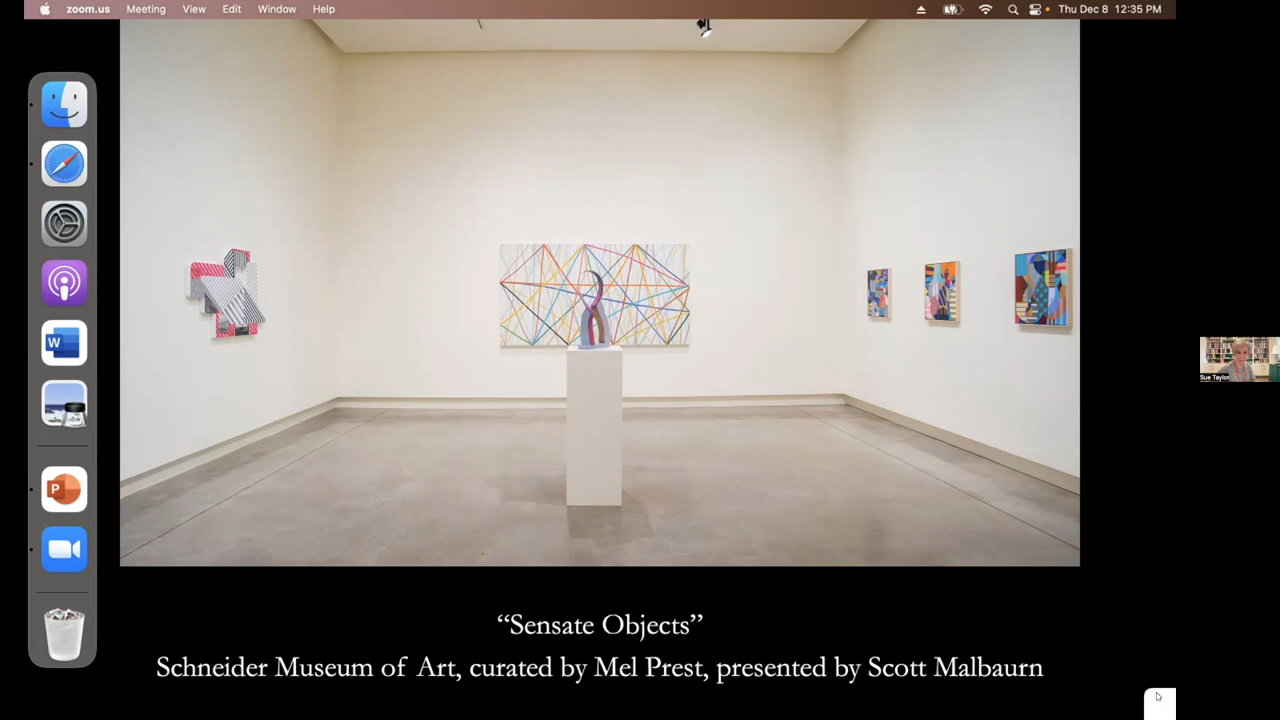 zoom.us Meeting View Edit Window Help Thu Dec 8 12:35 PM
W
P
Sue Taylor
“Sensate Objects”
Schneider Museum of Art, curated by Mel Prest, presented by Scott Malbaurn